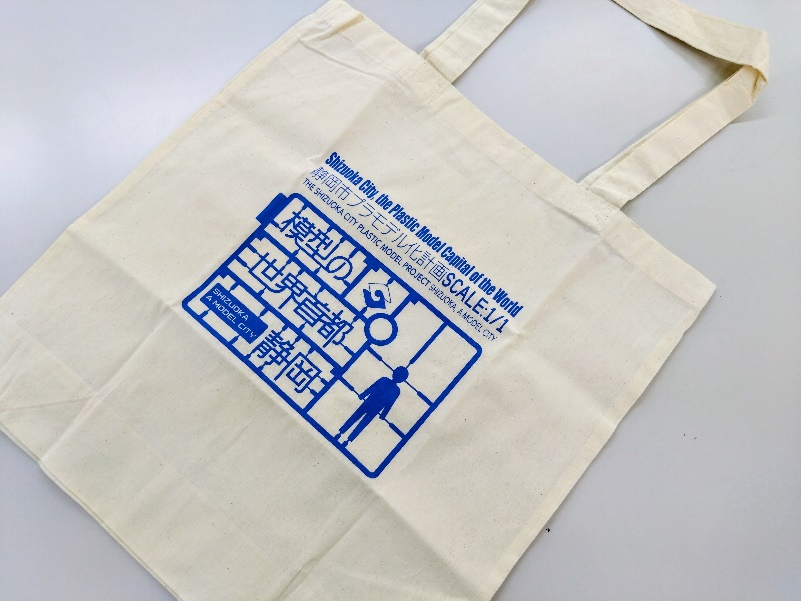 Shizuoka City, the Plastic Model Capital of the World
静岡市プラモデル化計画SCALE:1/1
THE SHIZUOKA CITY PLASTIC MODEL PROJECT SHIZUOKA, A MODEL CITY
模型の
世界首都
静岡
SHIZUOKA
A MODEL CITY